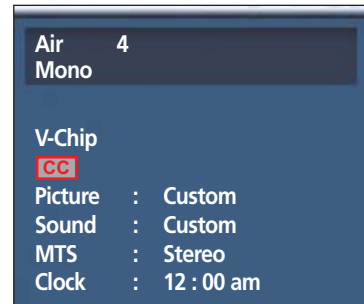 Air 4
Mono
V-Chip
CC
Picture : Custom
Sound : Custom
MTS : Stereo
Clock : 12 : 00 am